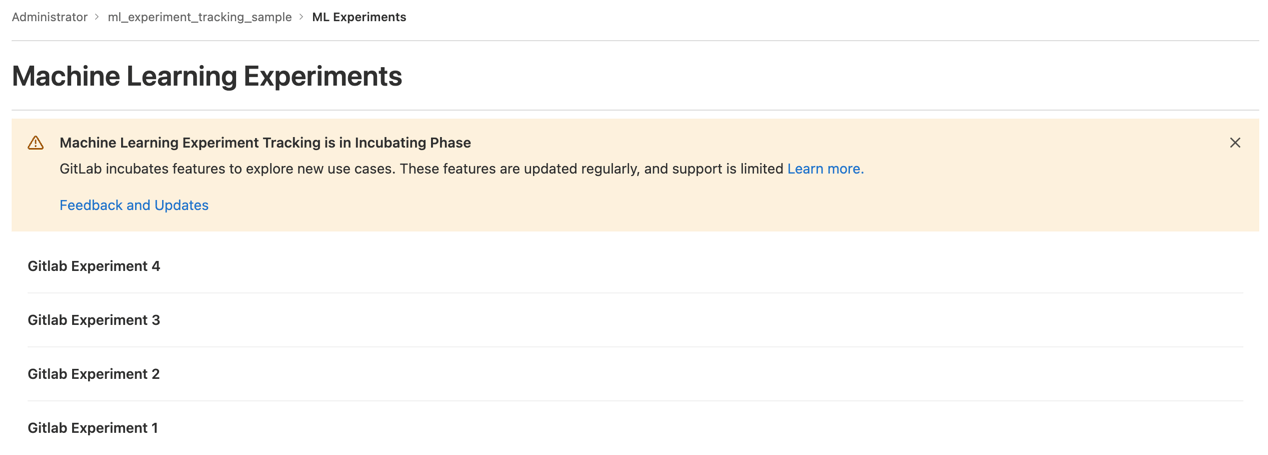 Administrator > ml_experiment_tracking_sample > ML Experiments
Machine Learning Experiments
Machine Learning Experiment Tracking is in Incubating Phase
GitLab incubates features to explore new use cases. These features are updated regularly, and support is limited Learn more.
Feedback and Updates
Gitlab Experiment 4
Gitlab Experiment 3
Gitlab Experiment 2
Gitlab Experiment 1